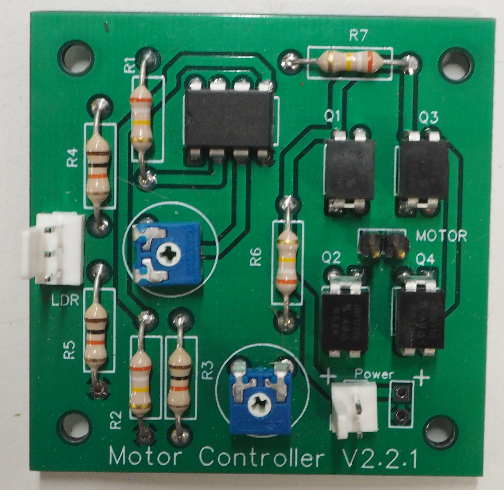 R7
R1
Q1
Q3
R4
MOTOR
R6
Q2
Q4
LDR
R5
+ Power +
R2
R3
Motor Controller V2.2.1